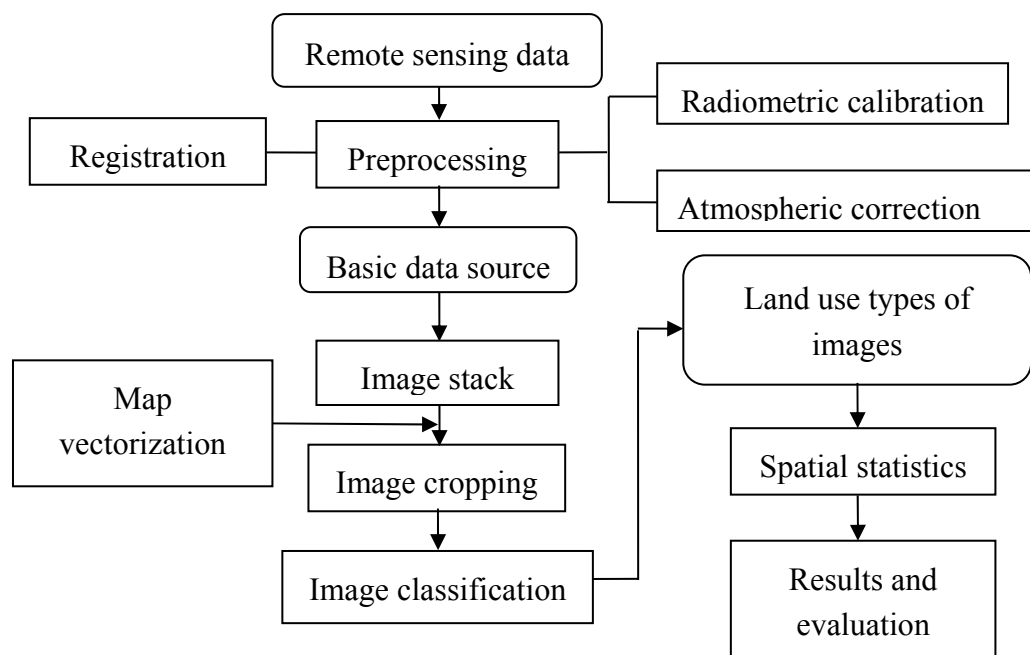 Remote sensing data
Radiometric calibration
Registration
Preprocessing
Atmospheric correction
Basic data source
Land use types of
images
Image stack
Map
vectorization
Image cropping
Spatial statistics
Image classification
Results and
evaluation